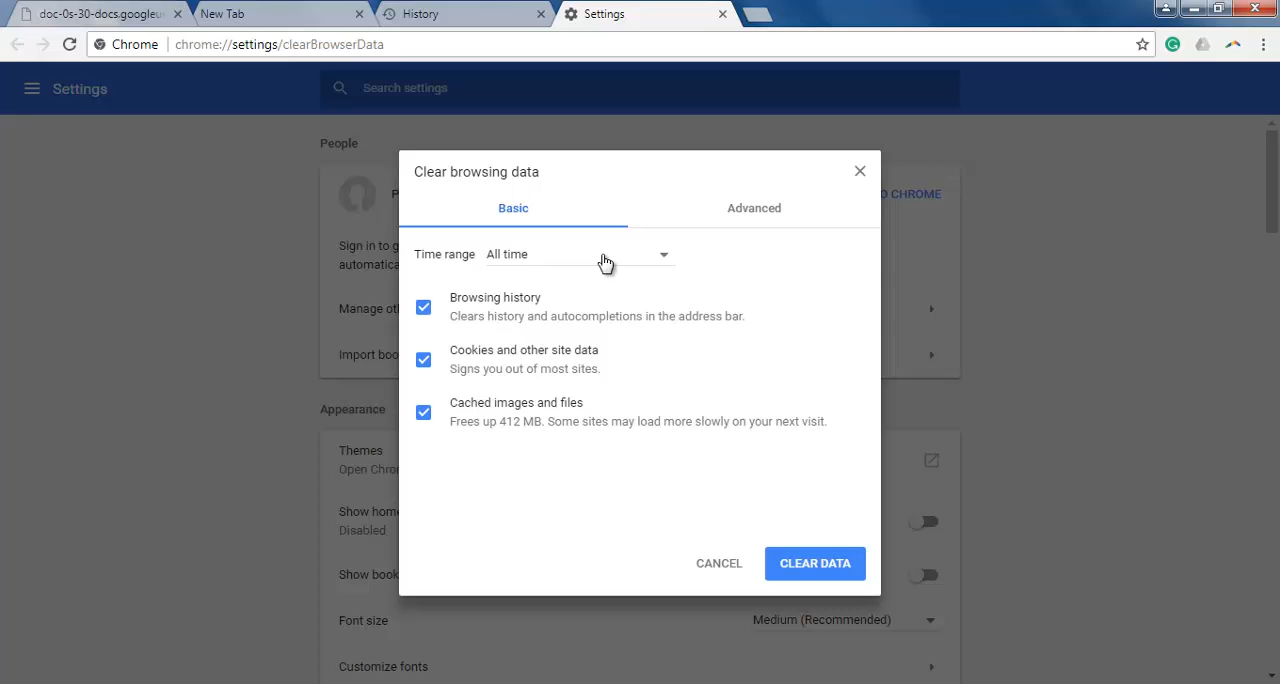 doc-0s-30-docs.googleus
New Tab
History
Settings
Chrome
chrome://settings/clearBrowserData
Settings
Search settings
People
P
O CHROME
Sign in to g
automatica
Manage oth
Import boo
Clear browsing data
Basic
Advanced
Time range
All time
Browsing history
Clears history and autocompletions in the address bar.
Cookies and other site data
Signs you out of most sites.
Cached images and files
Frees up 412 MB. Some sites may load more slowly on your next visit.
CANCEL
CLEAR DATA
Appearance
Themes
Open Chro
Show home
Disabled
Show book
Font size
Medium (Recommended)
Customize fonts